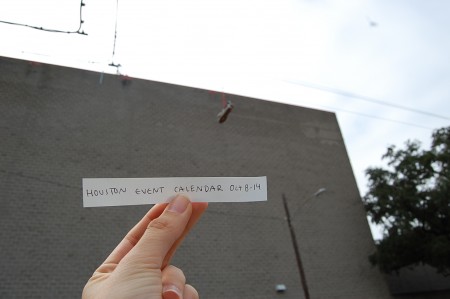 HOUSTON EVENT CALENDAR Oct 8-14